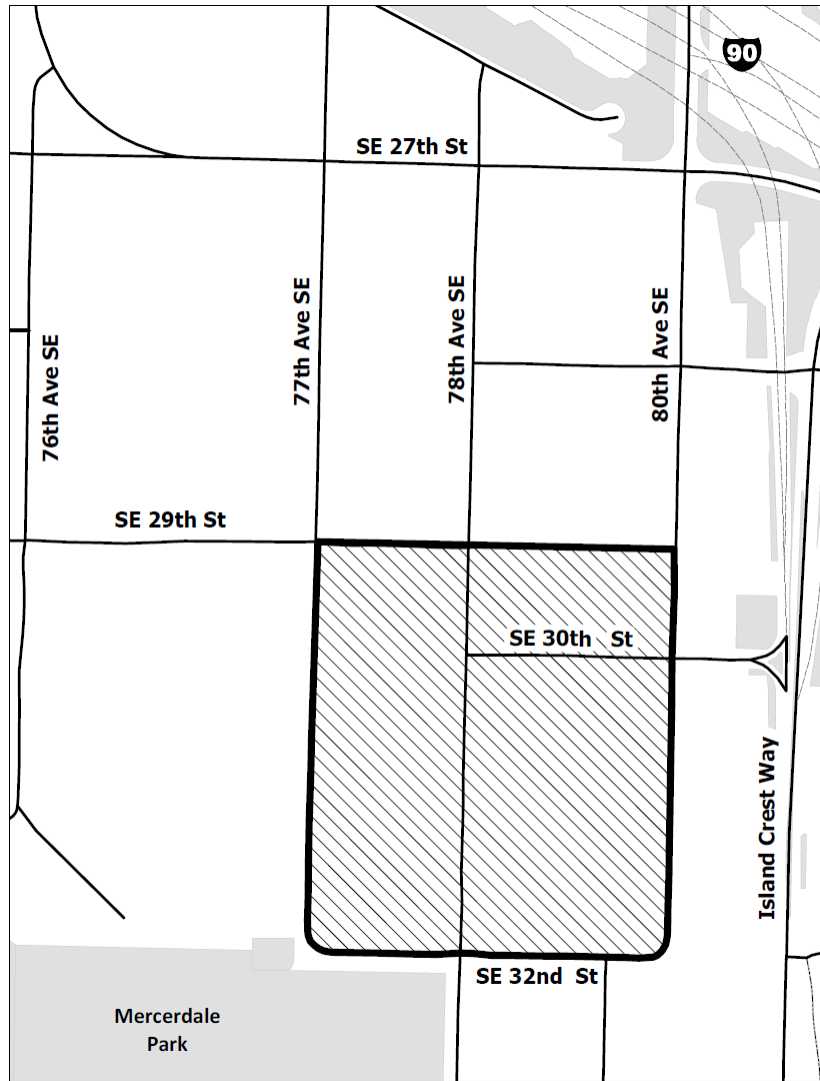 90
SE 27th St
77th Ave SE
78th Ave SE
80th Ave SE
76th Ave SE
SE 29th St
SE 30th St
Island Crest Way
SE 32nd St
Mercerdale
Park